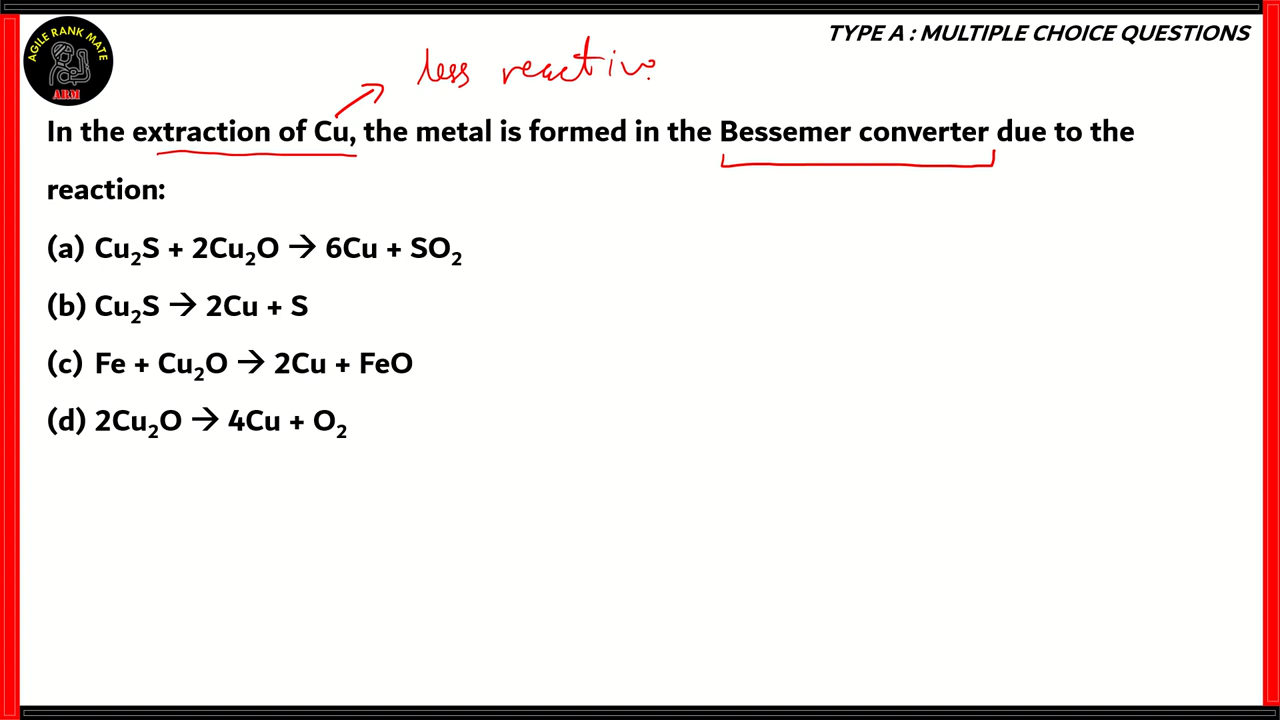 AGILE RANK MATE
ARM
TYPE A : MULTIPLE CHOICE QUESTIONS
less reactive
In the extraction of Cu, the metal is formed in the Bessemer converter due to the
reaction:
(a) Cu₂S + 2Cu₂O → 6Cu + SO₂
(b) Cu₂S → 2Cu + S
(c) Fe + Cu₂O → 2Cu + FeO
(d) 2Cu₂O → 4Cu + O₂